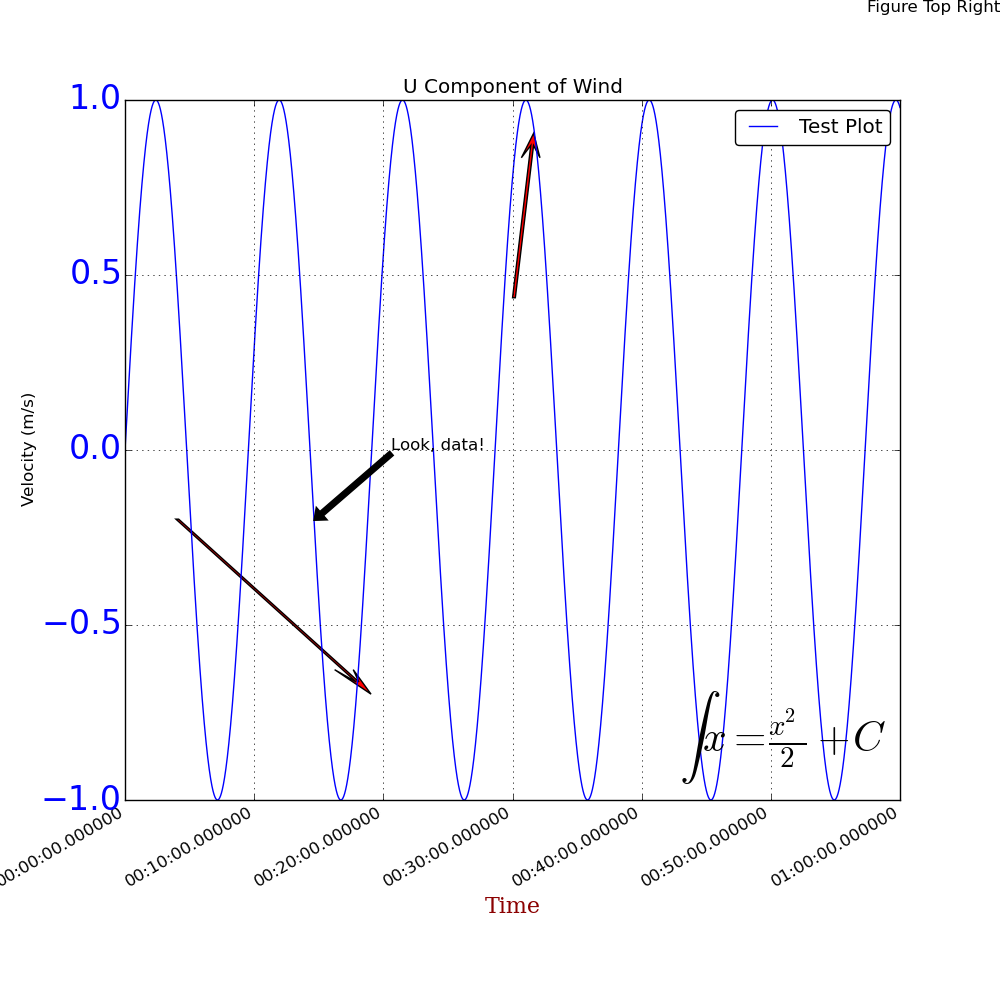 Figure Top Right
U Component of Wind
1.0
Test Plot
0.5
Velocity (m/s)
0.0
Look, data!
−0.5
∫x = x²/2 + C
−1.0
00:00:00.000000
00:10:00.000000
00:20:00.000000
00:30:00.000000
00:40:00.000000
00:50:00.000000
01:00:00.000000
Time